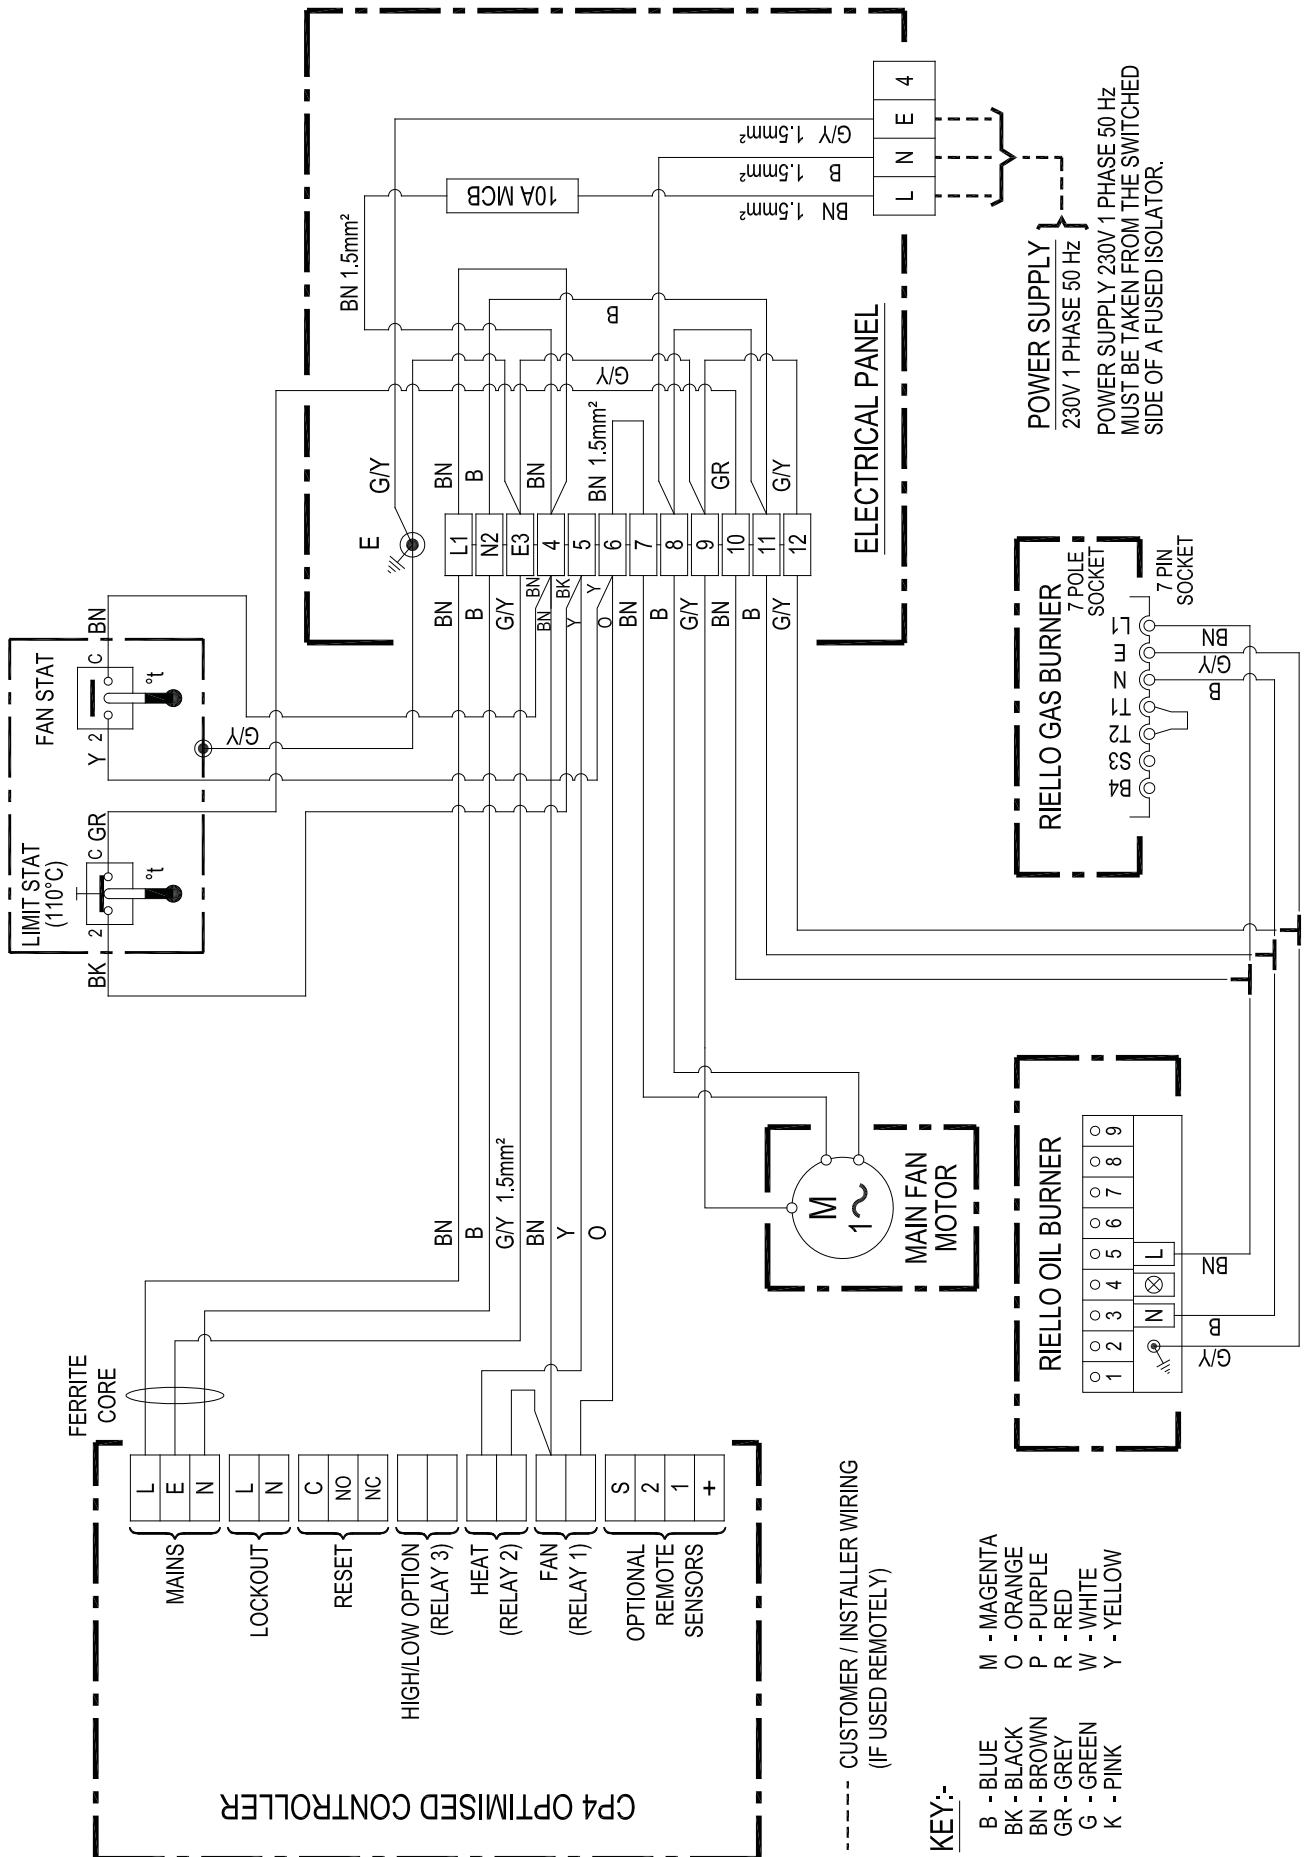 LIMIT STAT
(110°C)
2
C
GR
BK
°t
FAN STAT
Y
2
C
BN
°t
G/Y
E
G/Y
BN
B
G/Y
BN
BN
BK
Y
Y
O
BN
B
G/Y
BN
B
G/Y
L1
N2
E3
4
5
6
7
8
9
10
11
12
BN
B
G/Y
BN
BN 1.5mm²
GR
G/Y
G/Y
B
BN 1.5mm²
10A MCB
BN 1.5mm²
B 1.5mm²
G/Y 1.5mm²
L
N
E
4
ELECTRICAL PANEL
POWER SUPPLY
230V 1 PHASE 50 Hz
POWER SUPPLY 230V 1 PHASE 50 Hz
MUST BE TAKEN FROM THE SWITCHED
SIDE OF A FUSED ISOLATOR.
FERRITE
CORE
BN
B
G/Y 1.5mm²
BN
Y
O
M
1~
MAIN FAN
MOTOR
RIELLO OIL BURNER
1
2
3
4
5
6
7
8
9
N
L
G/Y
B
BN
RIELLO GAS BURNER
7 POLE
SOCKET
7 PIN
SOCKET
B4
S3
T2
T1
N
E
L1
B
G/Y
BN
CP4 OPTIMISED CONTROLLER
MAINS
L
E
N
LOCKOUT
L
N
RESET
C
NO
NC
HIGH/LOW OPTION
(RELAY 3)
HEAT
(RELAY 2)
FAN
(RELAY 1)
OPTIONAL
REMOTE
SENSORS
S
2
1
+
CUSTOMER / INSTALLER WIRING
(IF USED REMOTELY)
KEY:-
B - BLUE
BK - BLACK
BN - BROWN
GR - GREY
G - GREEN
K - PINK
M - MAGENTA
O - ORANGE
P - PURPLE
R - RED
W - WHITE
Y - YELLOW